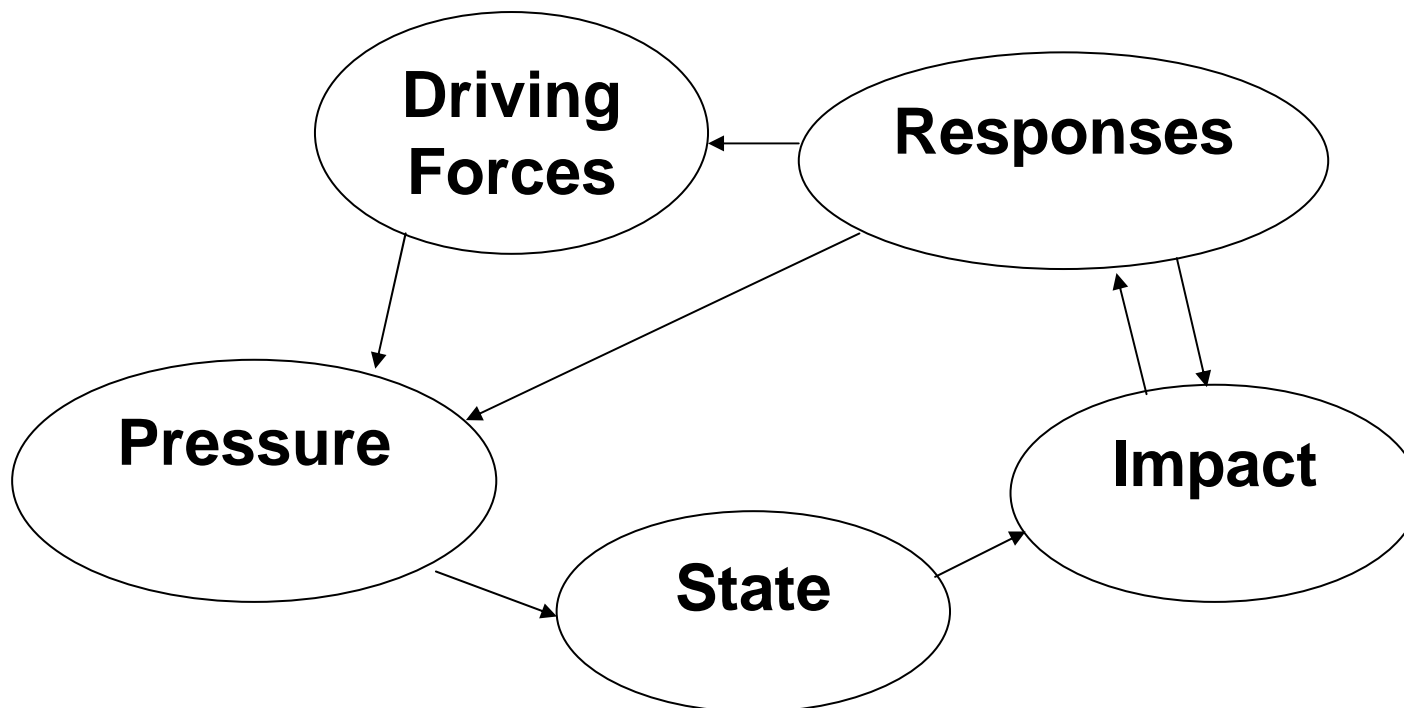 Driving
Forces
Responses
Pressure
Impact
State